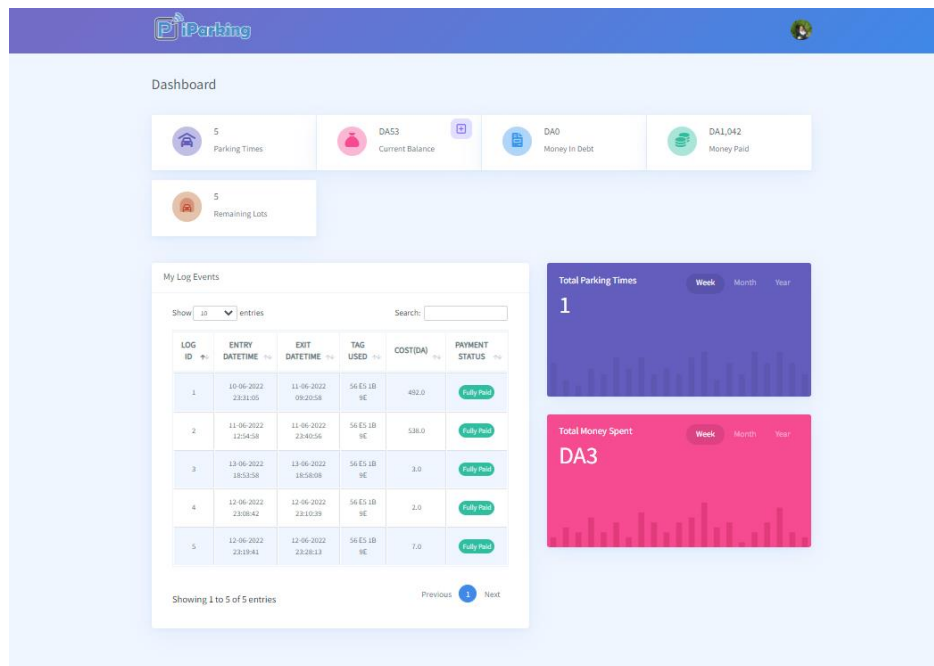 P iParking
Dashboard
5
Parking Times
DA53
Current Balance
DA0
Money In Debt
DA1,042
Money Paid
5
Remaining Lots
My Log Events
Show 10 entries
Search:
LOG ID
ENTRY DATETIME
EXIT DATETIME
TAG USED
COST(DA)
PAYMENT STATUS
1 10-06-2022 23:31:05 11-06-2022 09:20:58 56 E5 1B 9E 492.0 Fully Paid
2 11-06-2022 12:54:58 11-06-2022 23:40:56 56 E5 1B 9E 538.0 Fully Paid
3 13-06-2022 18:53:58 13-06-2022 18:58:08 56 E5 1B 9E 3.0 Fully Paid
4 12-06-2022 23:08:42 12-06-2022 23:10:39 56 E5 1B 9E 2.0 Fully Paid
5 12-06-2022 23:19:41 12-06-2022 23:28:13 56 E5 1B 9E 7.0 Fully Paid
Showing 1 to 5 of 5 entries
Previous 1 Next
Total Parking Times
Week Month Year
1
Total Money Spent
Week Month Year
DA3